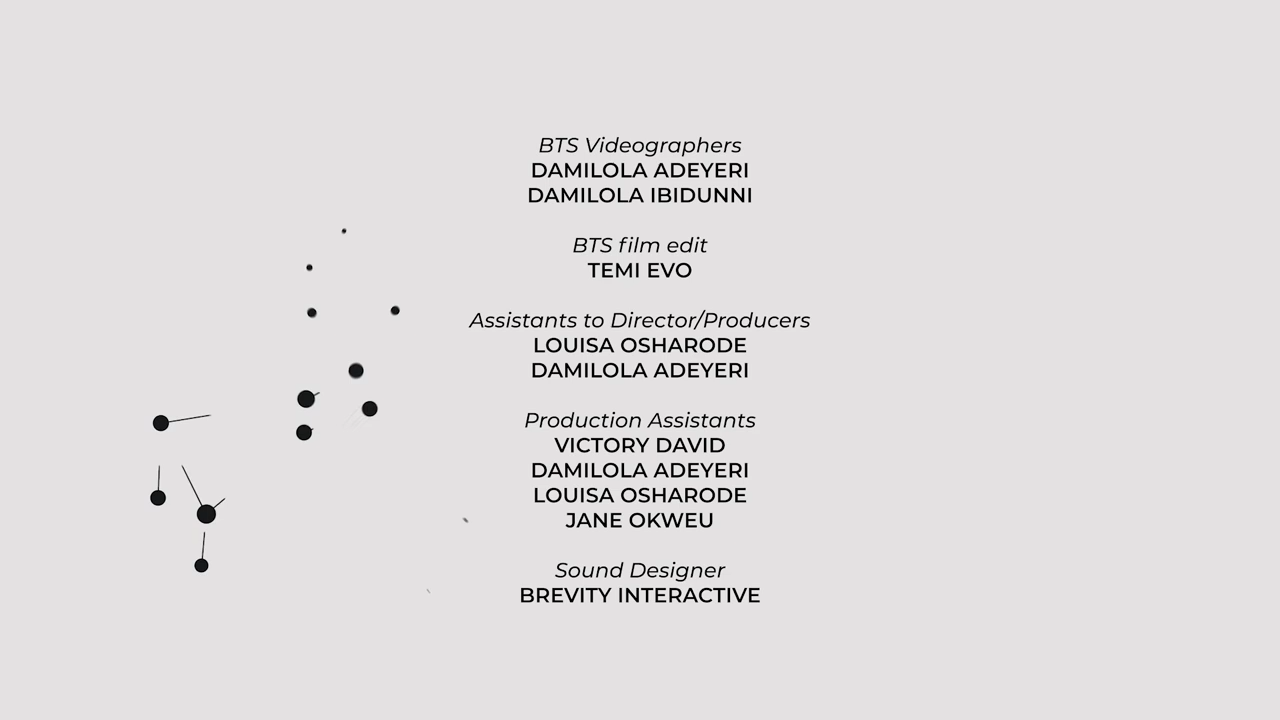 BTS Videographers
DAMILOLA ADEYERI
DAMILOLA IBIDUNNI
BTS film edit
TEMI EVO
Assistants to Director/Producers
LOUISA OSHARODE
DAMILOLA ADEYERI
Production Assistants
VICTORY DAVID
DAMILOLA ADEYERI
LOUISA OSHARODE
JANE OKWEU
Sound Designer
BREVITY INTERACTIVE